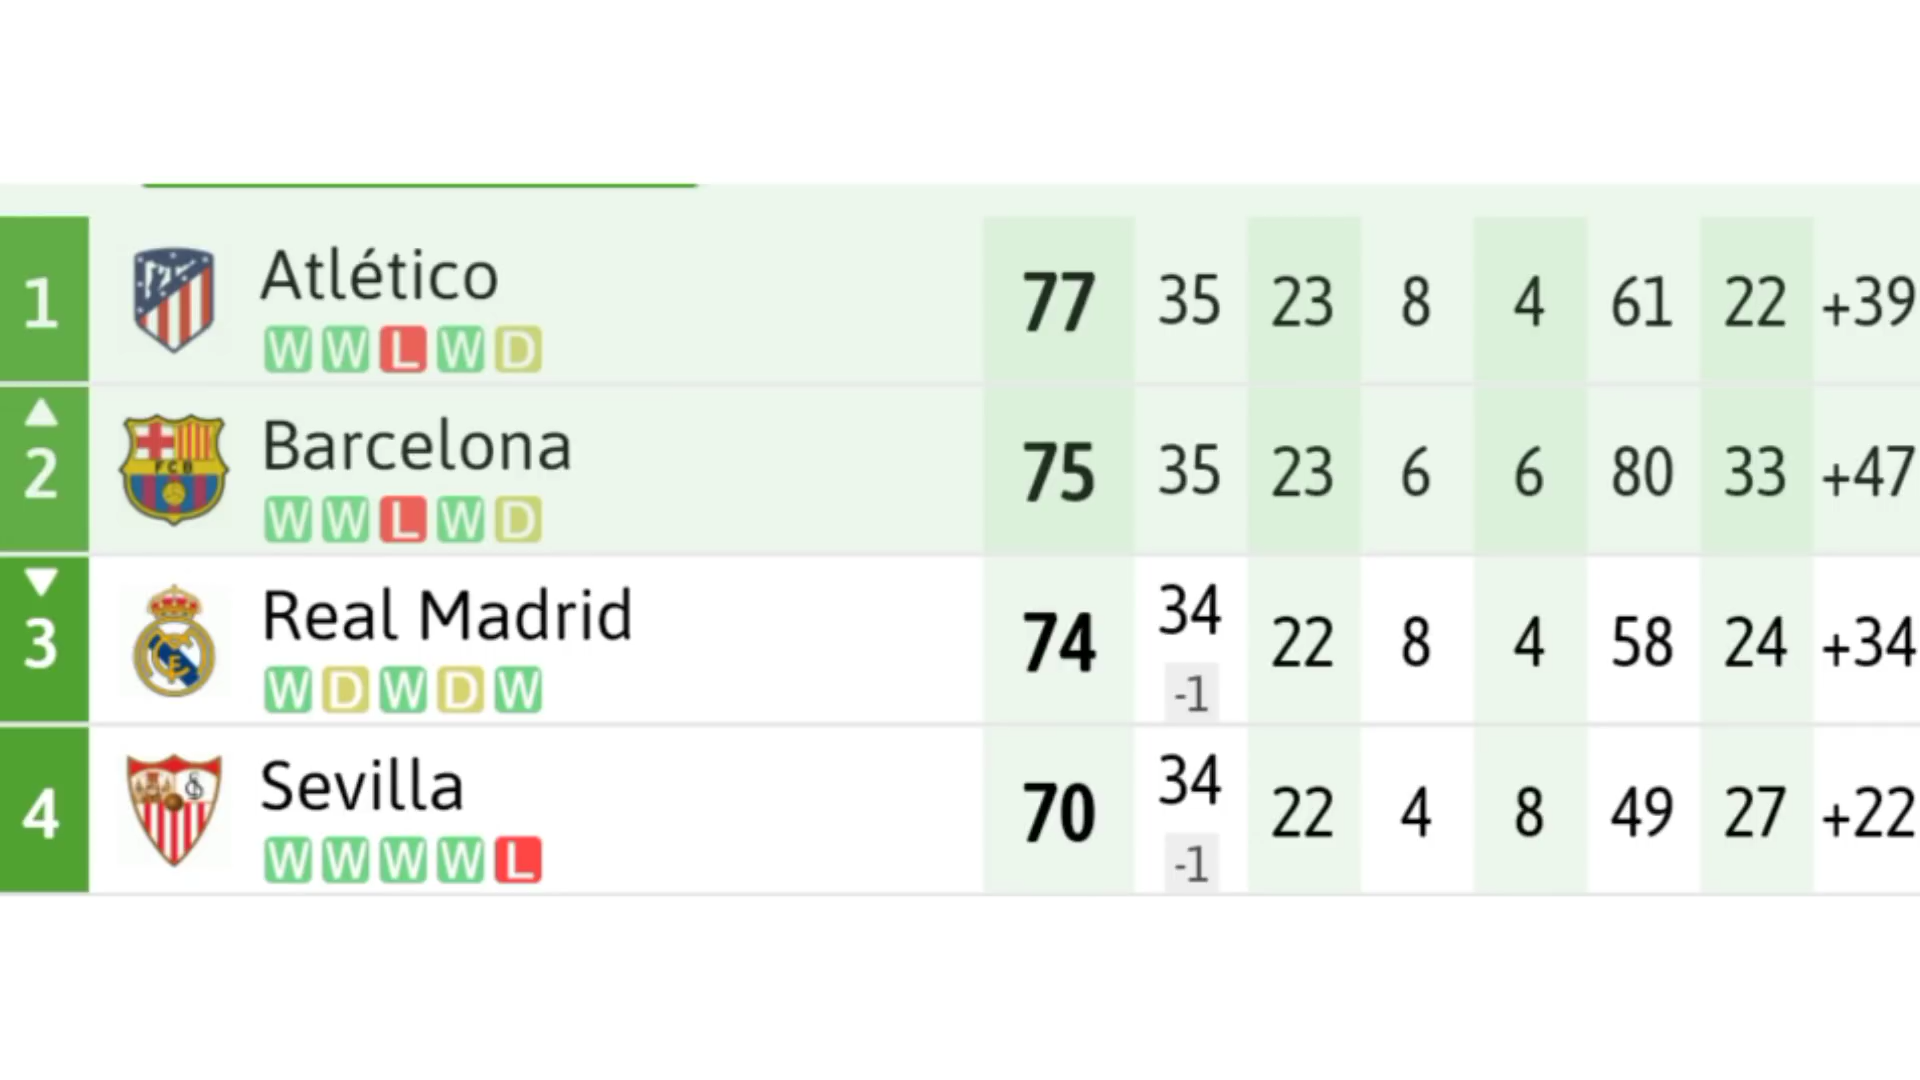 1 Atlético 77 35 23 8 4 61 22 +39
W W L W D
2 Barcelona 75 35 23 6 6 80 33 +47
FCB
W W L W D
3 Real Madrid 74 34 22 8 4 58 24 +34
W D W D W -1
4 Sevilla 70 34 22 4 8 49 27 +22
W W W W L -1